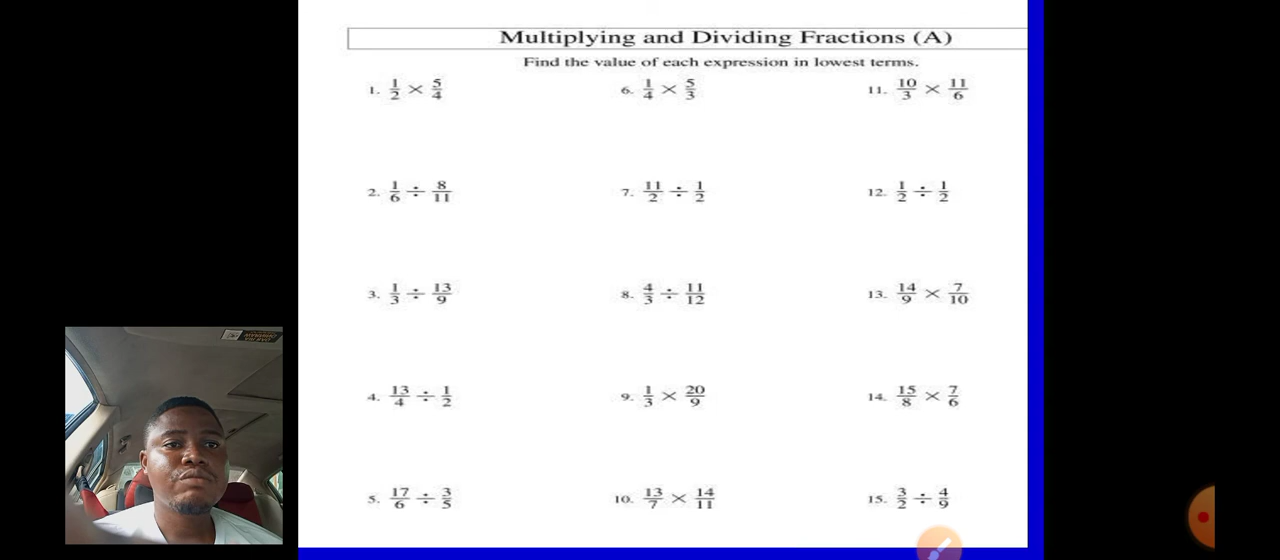 Multiplying and Dividing Fractions (A)
Find the value of each expression in lowest terms.
1. 1/2 × 5/4
6. 1/4 × 5/3
11. 10/3 × 11/6
2. 1/6 ÷ 8/11
7. 11/2 ÷ 1/2
12. 1/2 ÷ 1/2
3. 1/3 ÷ 13/9
8. 4/3 ÷ 11/12
13. 14/9 × 7/10
4. 13/4 ÷ 1/2
9. 1/3 × 20/9
14. 15/8 × 7/6
5. 17/6 ÷ 3/5
10. 13/7 × 14/11
15. 3/2 ÷ 4/9